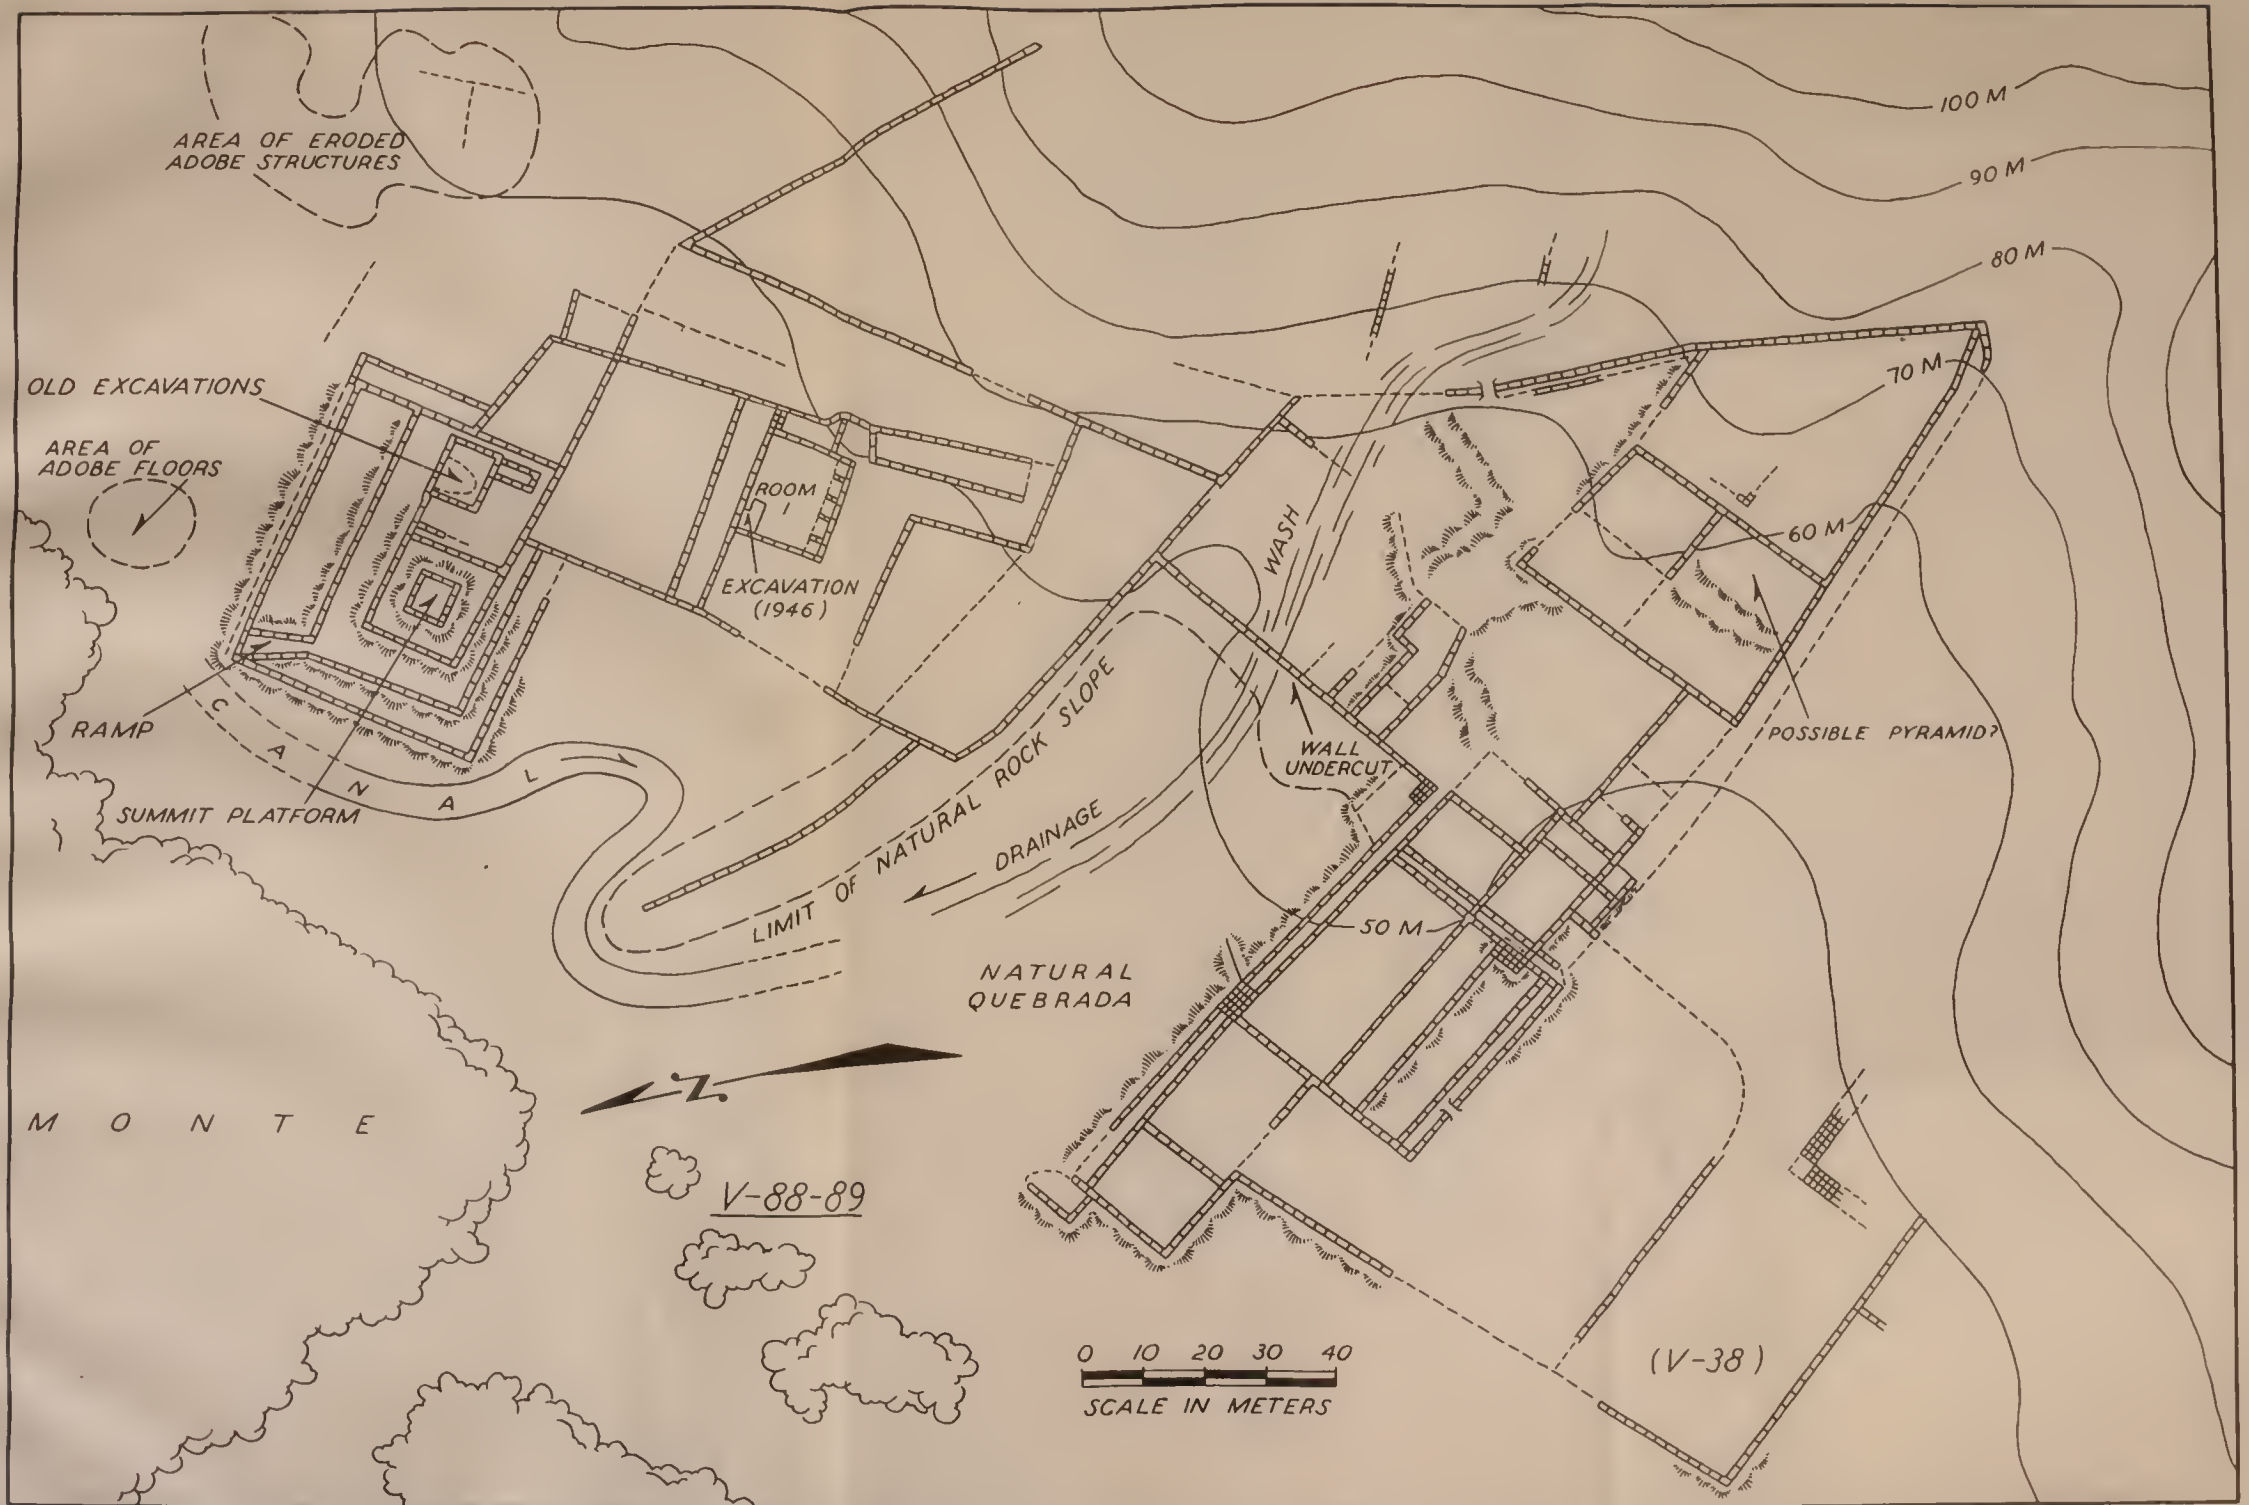 100 M
90 M
80 M
70 M
60 M
50 M
AREA OF ERODED
ADOBE STRUCTURES
OLD EXCAVATIONS
AREA OF
ADOBE FLOORS
ROOM
1
EXCAVATION
(1946)
WASH
RAMP
CANAL
SUMMIT PLATFORM
LIMIT OF NATURAL ROCK SLOPE
DRAINAGE
WALL
UNDERCUT
POSSIBLE PYRAMID?
NATURAL
QUEBRADA
N
MONTE
V-88-89
(V-38)
0 10 20 30 40
SCALE IN METERS